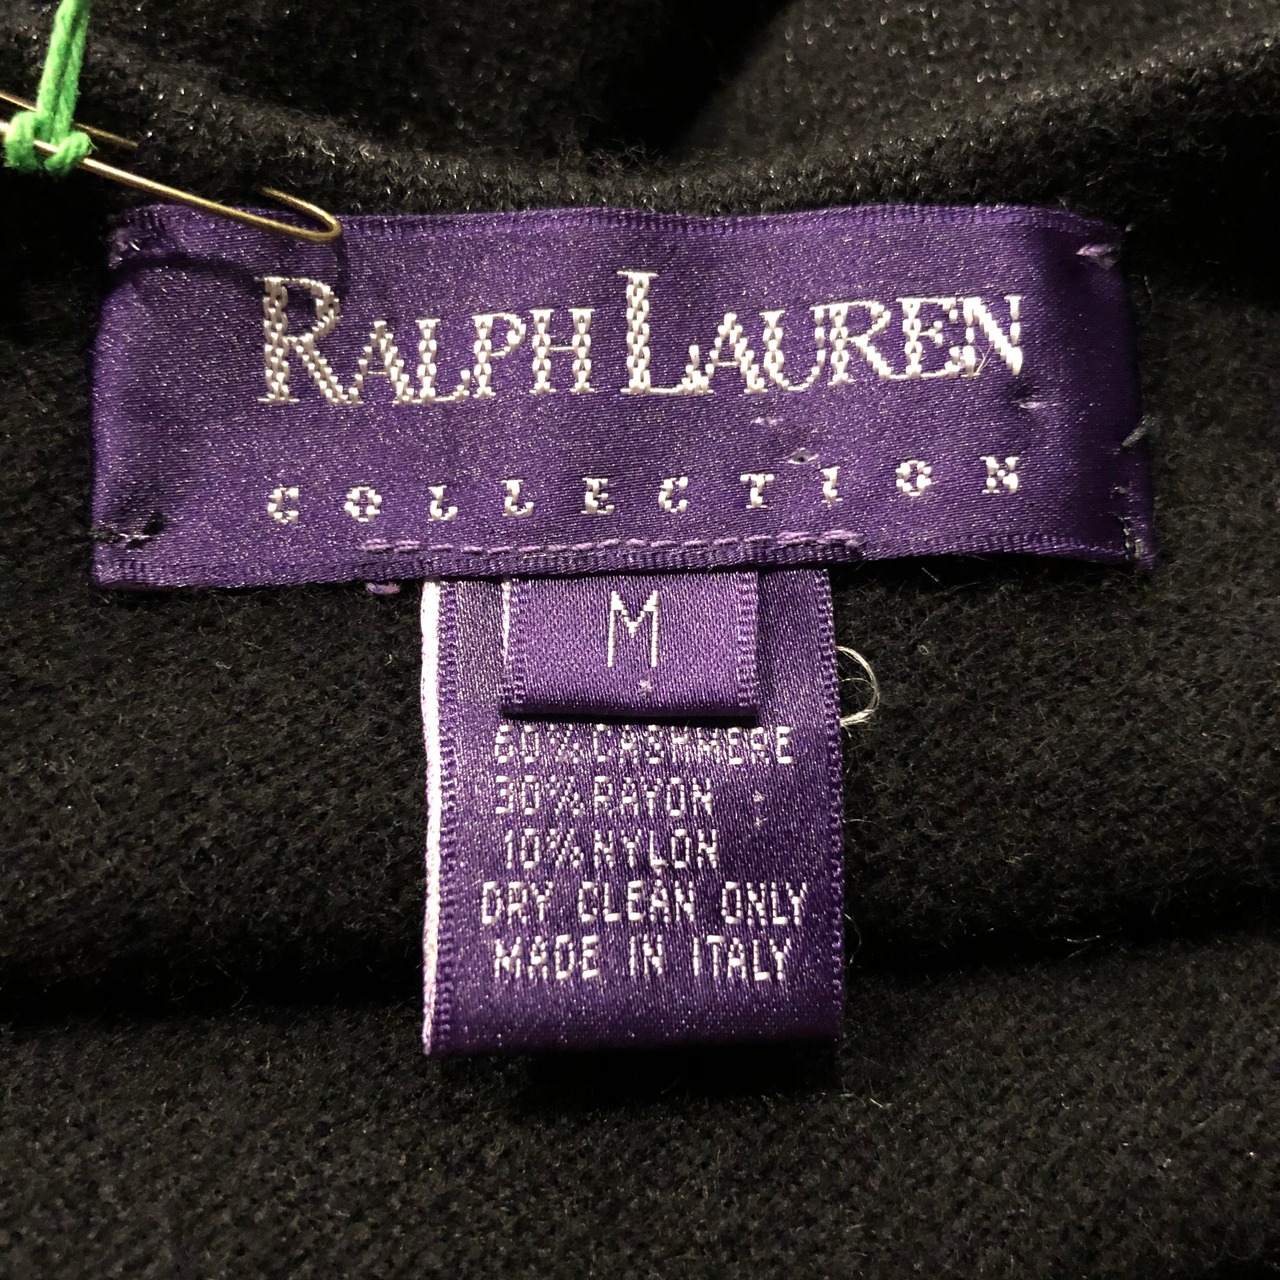 RALPH LAUREN
COLLECTION
M
60% CASHMERE
30% RAYON
10% NYLON
DRY CLEAN ONLY
MADE IN ITALY